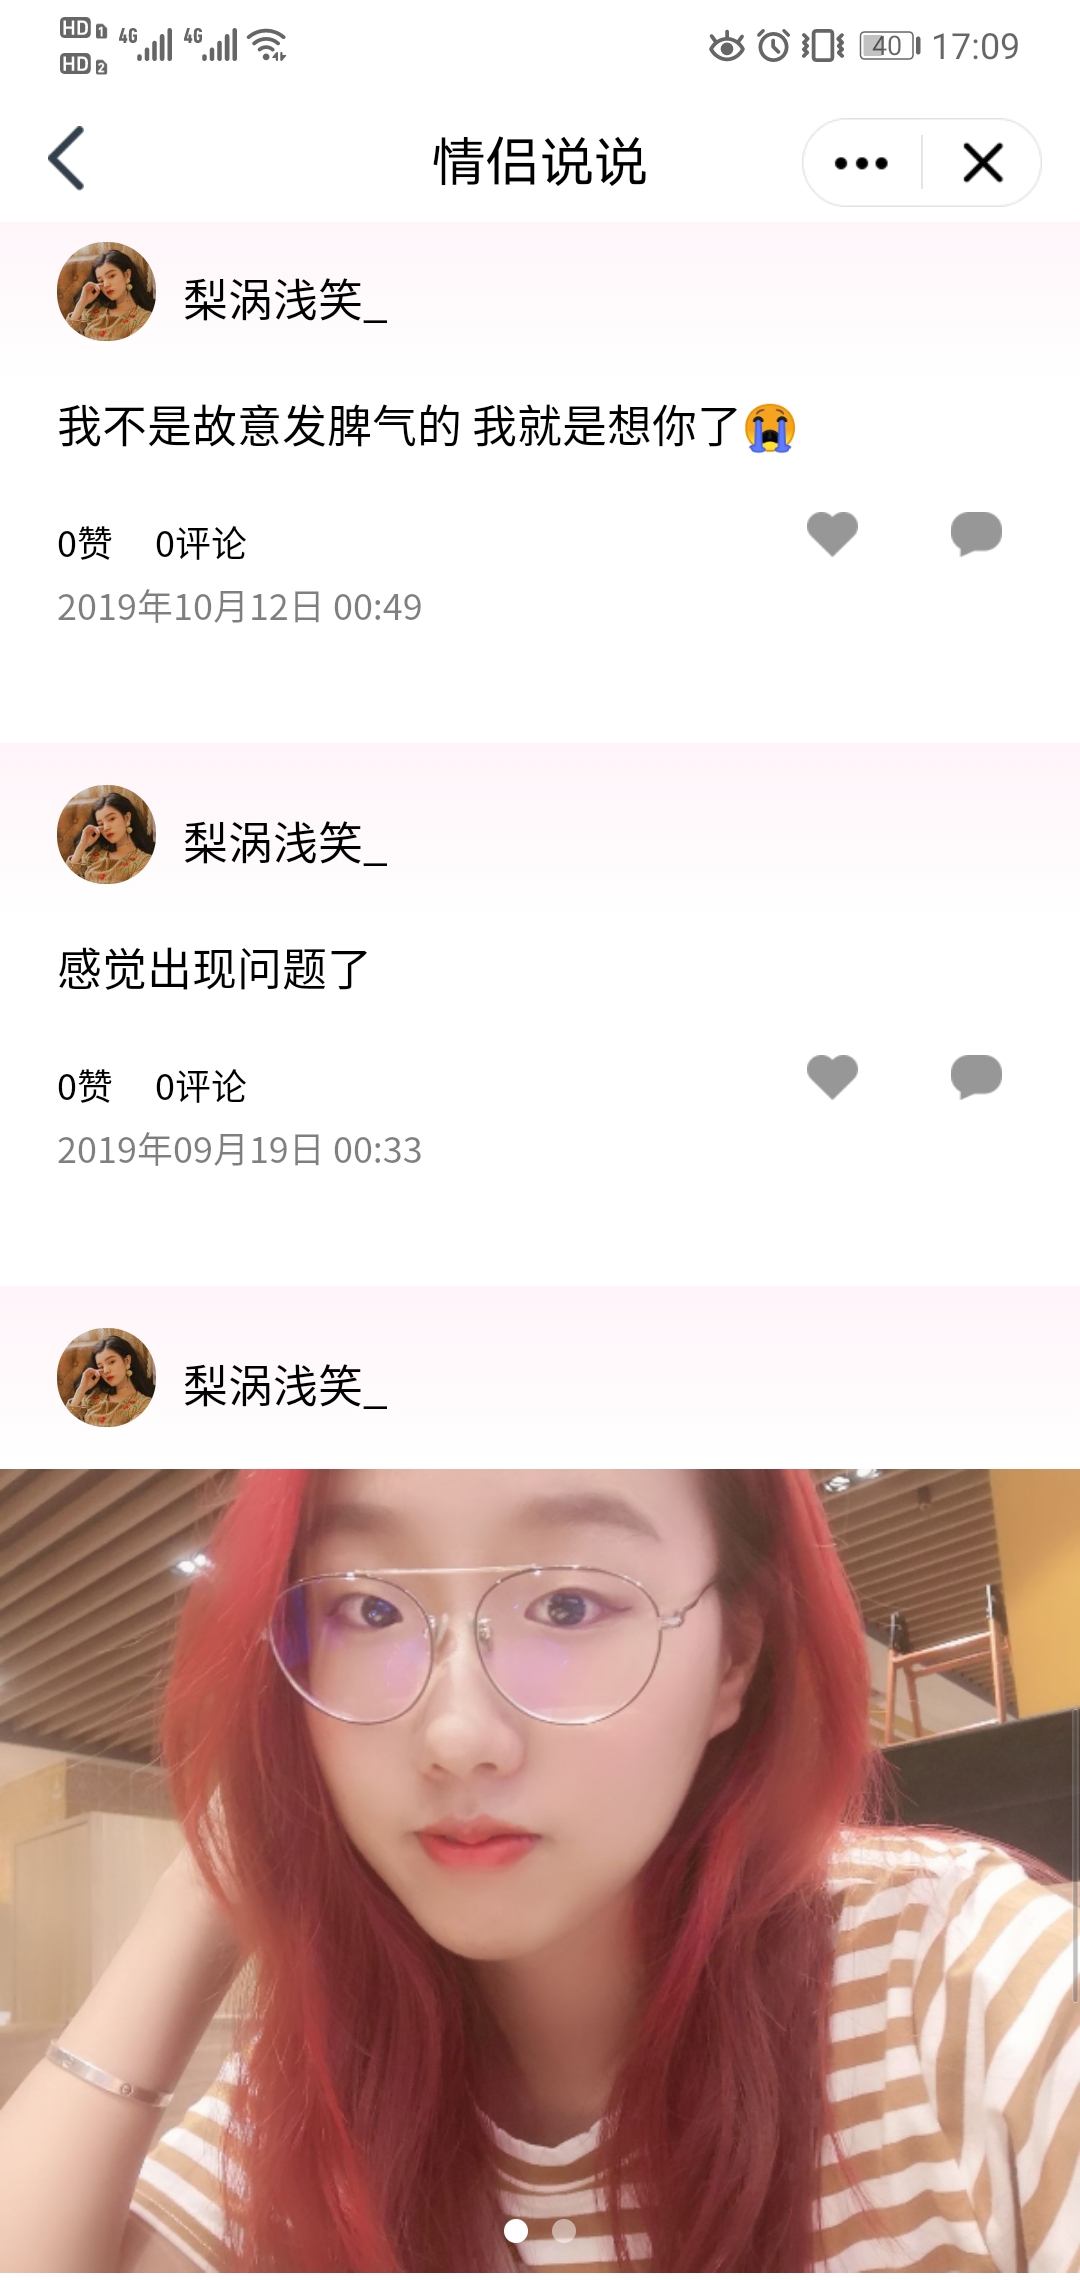 HD 1 4G 4G
HD 2
40 17:09
情侣说说
梨涡浅笑_
我不是故意发脾气的 我就是想你了😭
0赞 0评论
2019年10月12日 00:49
梨涡浅笑_
感觉出现问题了
0赞 0评论
2019年09月19日 00:33
梨涡浅笑_